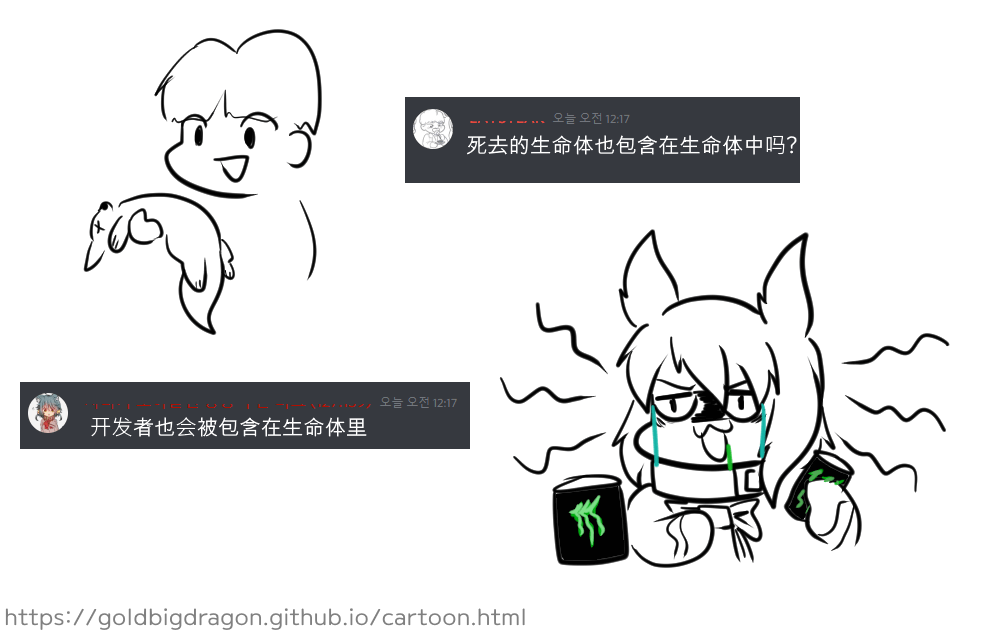 오늘 오전 12:17
死去的生命体也包含在生命体中吗?
오늘 오전 12:17
开发者也会被包含在生命体里
https://goldbigdragon.github.io/cartoon.html